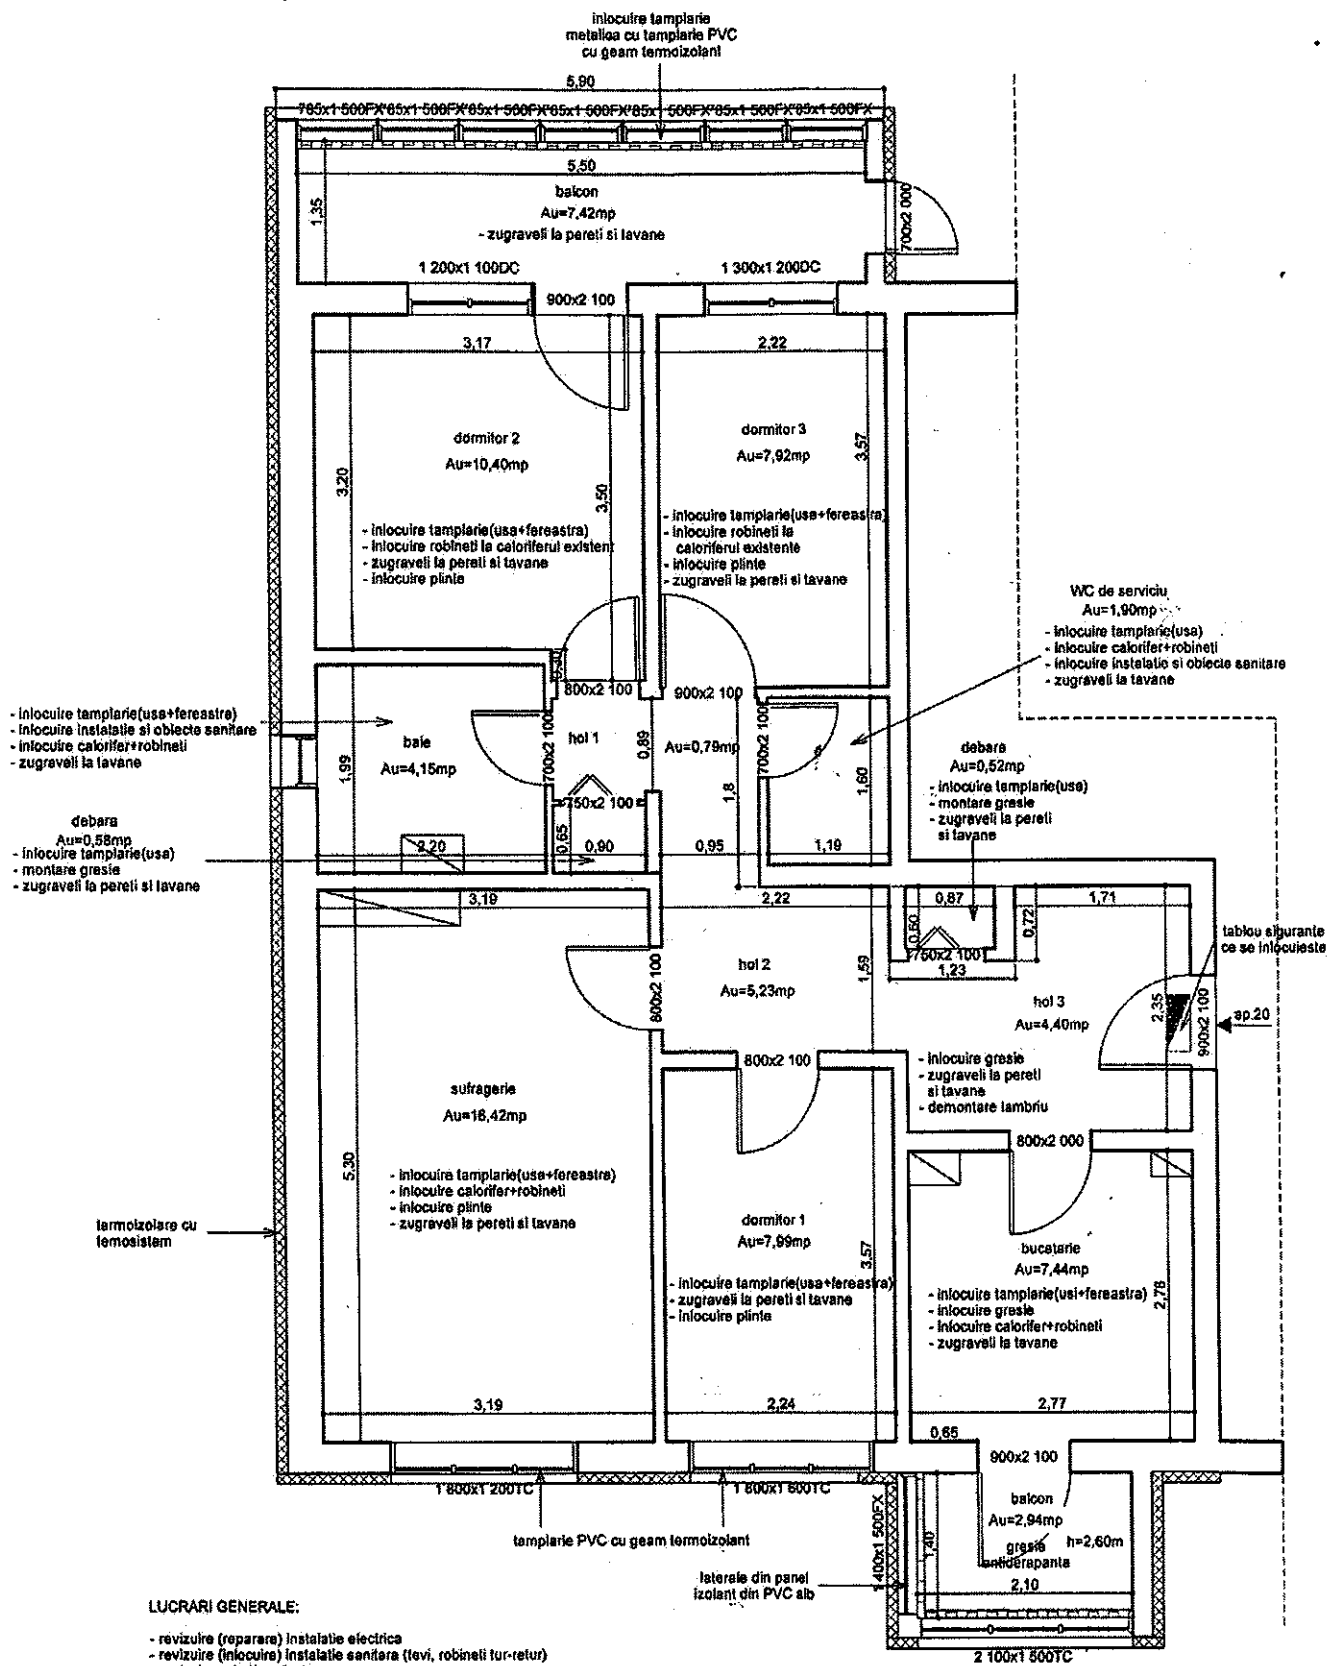 inlocuire tamplarie
metalica cu tamplarie PVC
cu geam termoizolant
5,90
785x1 500FX'85x1 500FX'85x1 500FX'85x1 500FX'85x1 500FX'85x1 500FX'85x1 500FX
5,50
balcon
Au=7,42mp
- zugraveli la pereti si tavane
1,35
700x2 000
1 200x1 100DC
900x2 100
1 300x1 200DC
3,17
2,22
dormitor 2
Au=10,40mp
3,20
3,50
- inlocuire tamplarie(usa+fereastra)
- inlocuire robineti la caloriferul existent
- zugraveli la pereti si tavane
- inlocuire plinte
dormitor 3
Au=7,92mp
3,57
- inlocuire tamplarie(usa+fereastra)
- inlocuire robineti la
caloriferul existente
- inlocuire plinte
- zugraveli la pereti si tavane
WC de serviciu
Au=1,90mp
- inlocuire tamplarie(usa)
- inlocuire calorifer+robineti
- inlocuire instalatie si obiecte sanitare
- zugraveli la tavane
800x2 100
900x2 100
- inlocuire tamplarie(usa+fereastra)
- inlocuire instalatie si obiecte sanitare
- inlocuire calorifer+robineti
- zugraveli la tavane
baie
Au=4,15mp
1,99
2,20
700x2 100
hol 1
0,89
Au=0,79mp
1,8
700x2 100
1,60
1,19
750x2 100
0,65
0,90
0,95
debara
Au=0,52mp
- inlocuire tamplarie(usa)
- montare gresie
- zugraveli la pereti
si tavane
debara
Au=0,58mp
- inlocuire tamplarie(usa)
- montare gresie
- zugraveli la pereti si tavane
3,19
2,22
0,87
1,71
0,60
0,72
750x2 100
1,23
tablou sigurante
ce se inlocuieste
hol 2
Au=5,23mp
800x2 100
1,59
hol 3
Au=4,40mp
2,35
900x2 100
ap.20
800x2 100
- inlocuire gresie
- zugraveli la pereti
si tavane
- demontare lambriu
800x2 000
sufragerie
Au=16,42mp
5,30
- inlocuire tamplarie(usa+fereastra)
- inlocuire calorifer+robineti
- inlocuire plinte
- zugraveli la pereti si tavane
termoizolare cu
temosistem
dormitor 1
Au=7,99mp
3,57
- inlocuire tamplarie(usa+fereastra)
- zugraveli la pereti si tavane
- inlocuire plinte
bucatarie
Au=7,44mp
2,78
- inlocuire tamplarie(usi+fereastra)
- inlocuire gresie
- inlocuire calorifer+robineti
- zugraveli la tavane
3,19
2,24
2,77
0,65
900x2 100
1 800x1 200TC
1 800x1 600TC
tamplarie PVC cu geam termoizolant
balcon
Au=2,94mp
gresie
antiderapanta
h=2,60m
1 400x1 500FX
1,40
2,10
laterale din panel
izolant din PVC alb
2 100x1 500TC
LUCRARI GENERALE:
- revizuire (reparare) instalatie electrica
- revizuire (inlocuire) instalatie sanitara (tevi, robineti tur-retur)